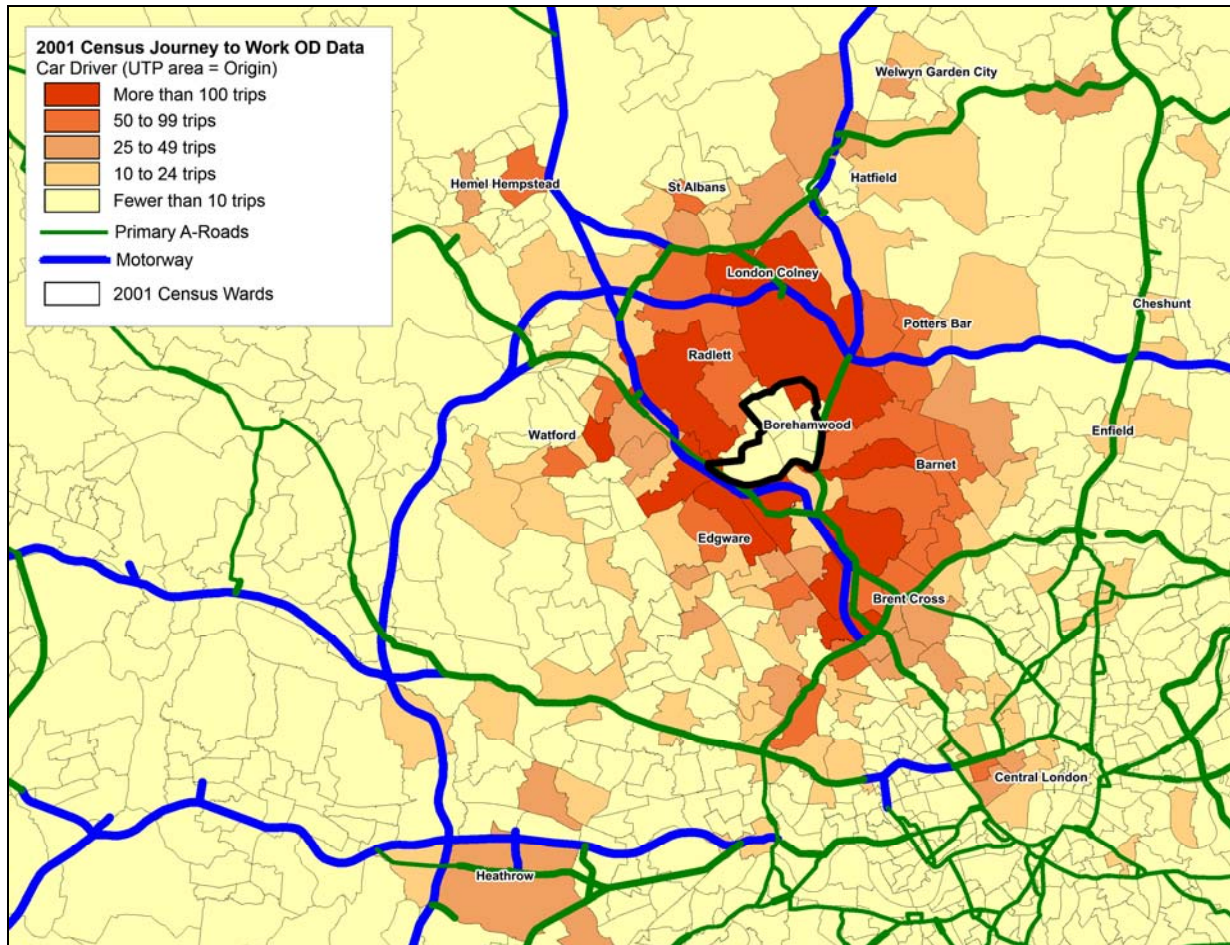 2001 Census Journey to Work OD Data
Car Driver (UTP area = Origin)
More than 100 trips
50 to 99 trips
25 to 49 trips
10 to 24 trips
Fewer than 10 trips
Primary A-Roads
Motorway
2001 Census Wards
Welwyn Garden City
Hemel Hempstead
St Albans
Hatfield
London Colney
Cheshunt
Potters Bar
Radlett
Borehamwood
Enfield
Watford
Barnet
Edgware
Brent Cross
Central London
Heathrow